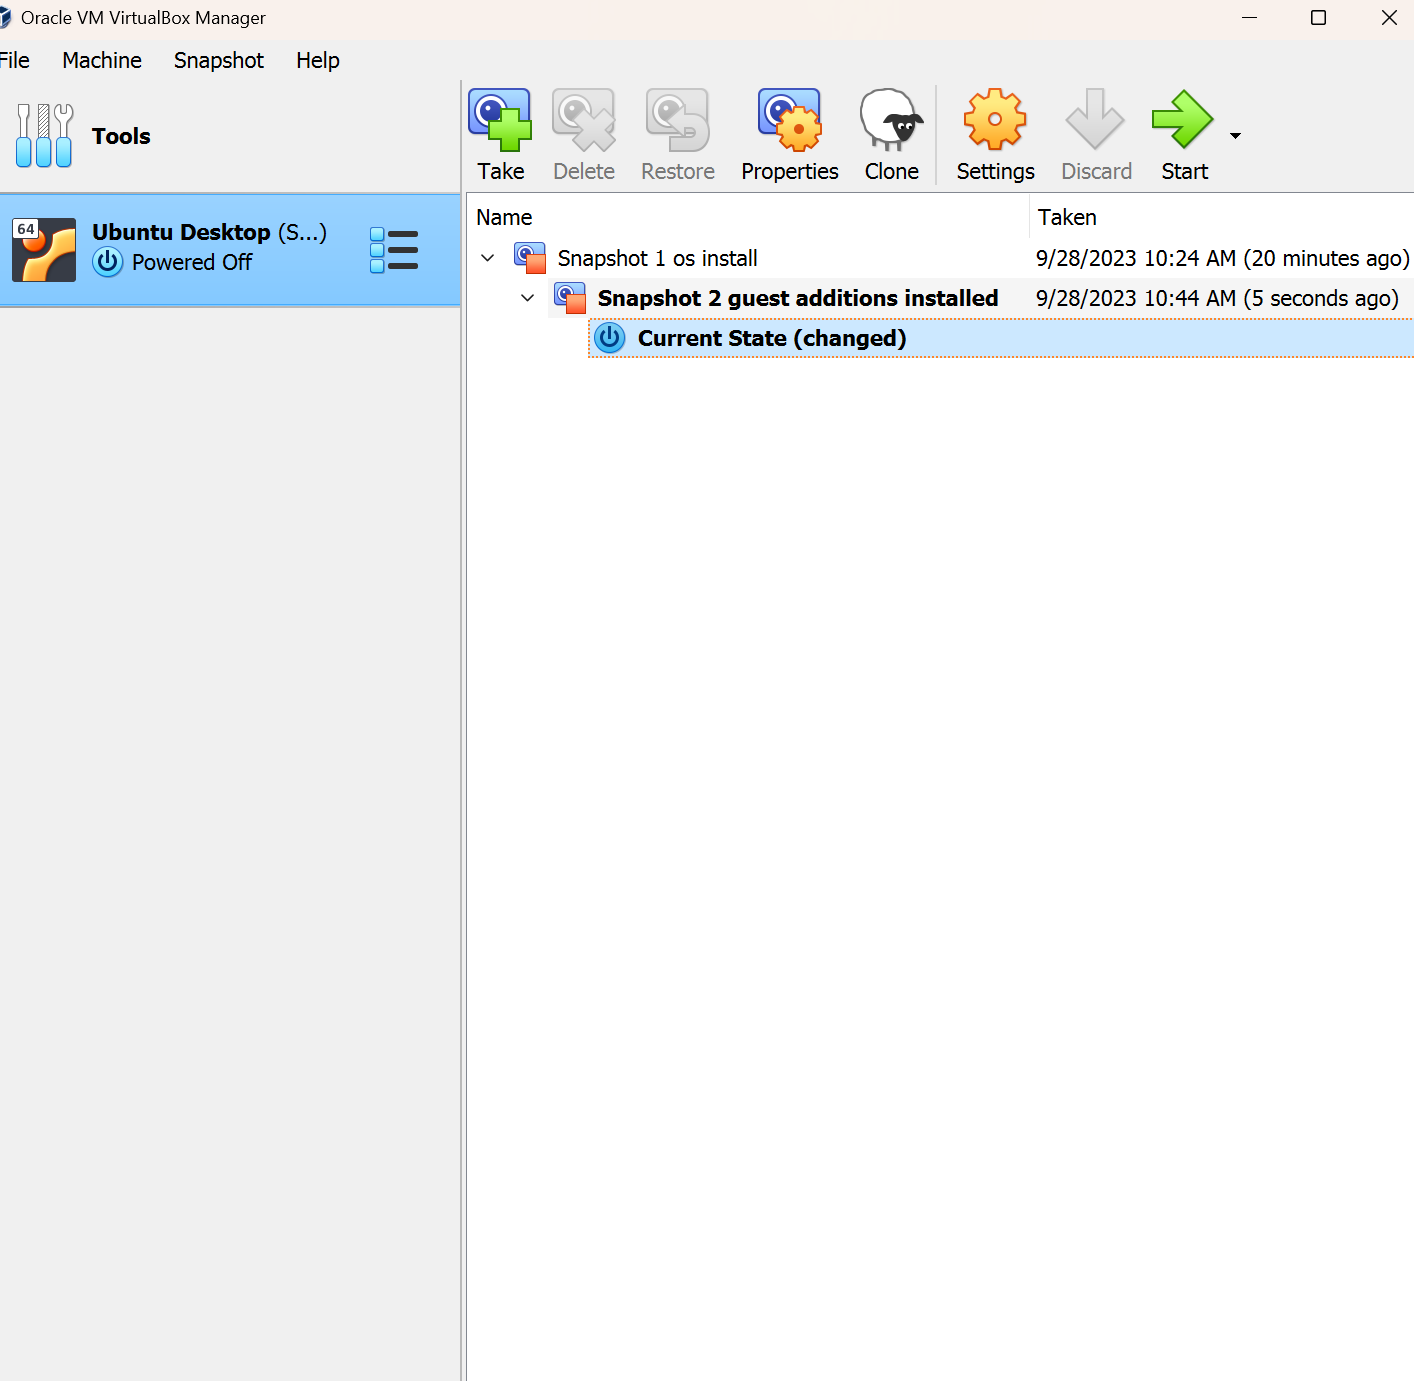 Oracle VM VirtualBox Manager
File Machine Snapshot Help
Tools
Take Delete Restore Properties Clone Settings Discard Start
64
Ubuntu Desktop (S...)
Powered Off
Name Taken
Snapshot 1 os install 9/28/2023 10:24 AM (20 minutes ago)
Snapshot 2 guest additions installed 9/28/2023 10:44 AM (5 seconds ago)
Current State (changed)